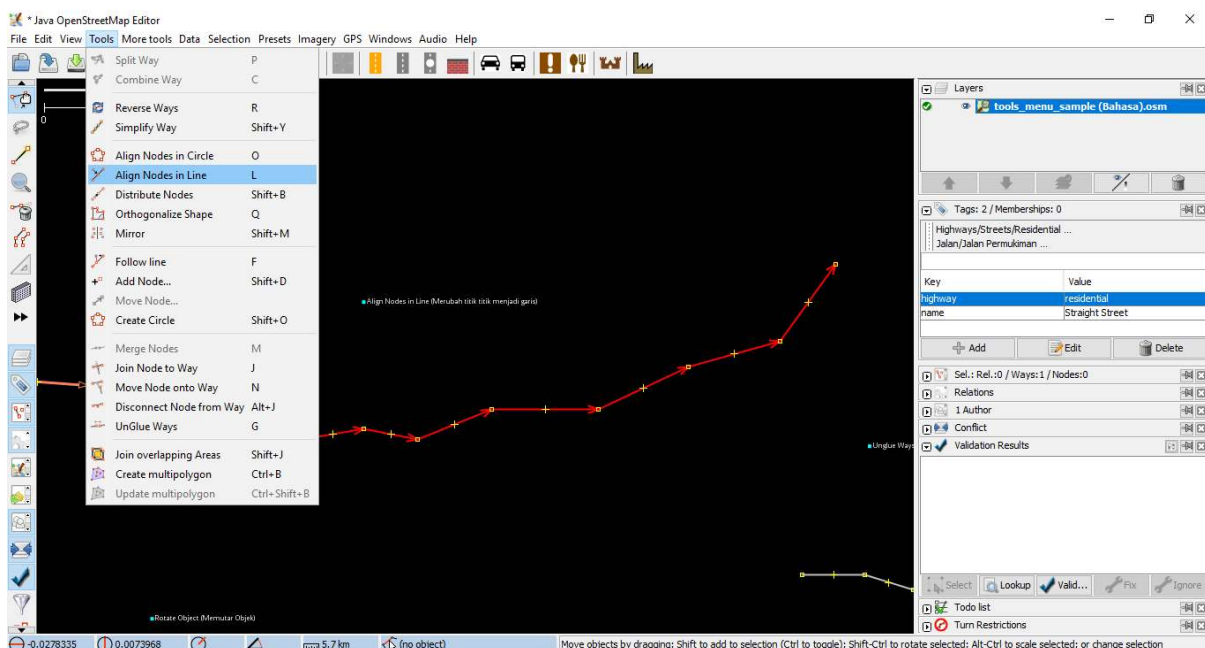 * Java OpenStreetMap Editor
File Edit View Tools More tools Data Selection Presets Imagery GPS Windows Audio Help
Split Way P
Combine Way C
Reverse Ways R
Simplify Way Shift+Y
Align Nodes in Circle O
Align Nodes in Line L
Distribute Nodes Shift+B
Orthogonalize Shape Q
Mirror Shift+M
Follow line F
Add Node... Shift+D
Move Node...
Create Circle Shift+O
Merge Nodes M
Join Node to Way J
Move Node onto Way N
Disconnect Node from Way Alt+J
UnGlue Ways G
Join overlapping Areas Shift+J
Create multipolygon Ctrl+B
Update multipolygon Ctrl+Shift+B
0
Align Nodes in Line (Merubah titik titik menjadi garis)
Unglue Ways
Rotate Object (Memutar Objek)
Layers
tools_menu_sample (Bahasa).osm
Tags: 2 / Memberships: 0
Highways/Streets/Residential ...
Jalan/Jalan Permukiman ...
Key Value
highway residential
name Straight Street
Add Edit Delete
Sel.: Rel.:0 / Ways:1 / Nodes:0
Relations
1 Author
Conflict
Validation Results
Select Lookup Valid... Fix Ignore
Todo list
Turn Restrictions
-0.0278335 0.0073968 5.7 km (no object) Move objects by dragging; Shift to add to selection (Ctrl to toggle); Shift-Ctrl to rotate selected; Alt-Ctrl to scale selected; or change selection